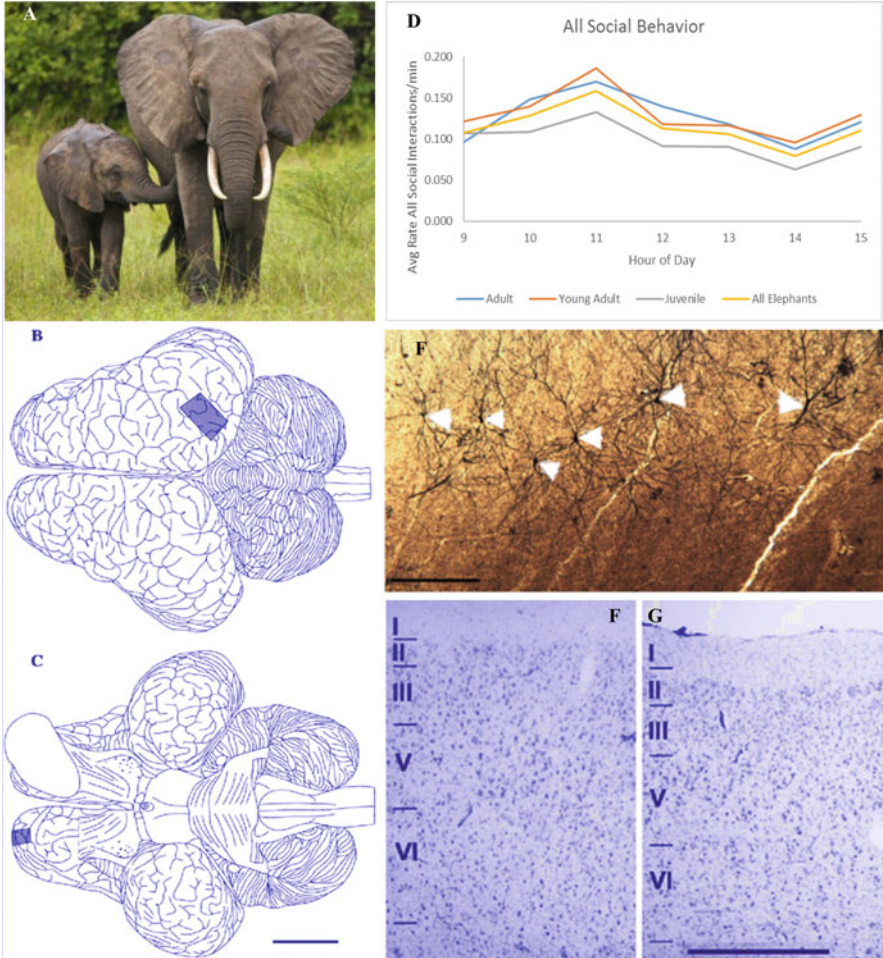 A
D
All Social Behavior
Avg Rate All Social Interactions/min
0.200
0.150
0.100
0.050
0.000
9 10 11 12 13 14 15
Hour of Day
Adult Young Adult Juvenile All Elephants
B
F
C
F
I
II
III
V
VI
G
I
II
III
V
VI